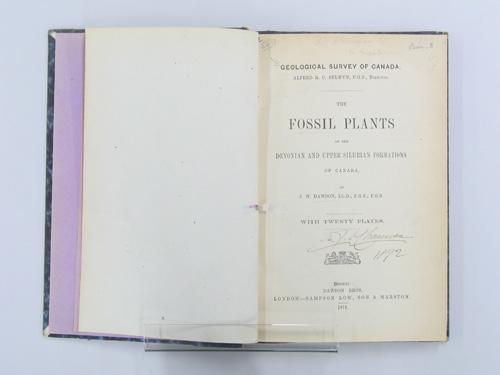 GEOLOGICAL SURVEY OF CANADA.
ALFRED R. C. SELWYN, F.G.S., DIRECTOR.
THE
FOSSIL PLANTS
OF THE
DEVONIAN AND UPPER SILURIAN FORMATIONS
OF CANADA.
BY
J. W. DAWSON, LL.D., F.R.S., F.G.S.
WITH TWENTY PLATES.
1872
DAWSON BROS.
LONDON—SAMPSON LOW, SON & MARSTON.
1871.